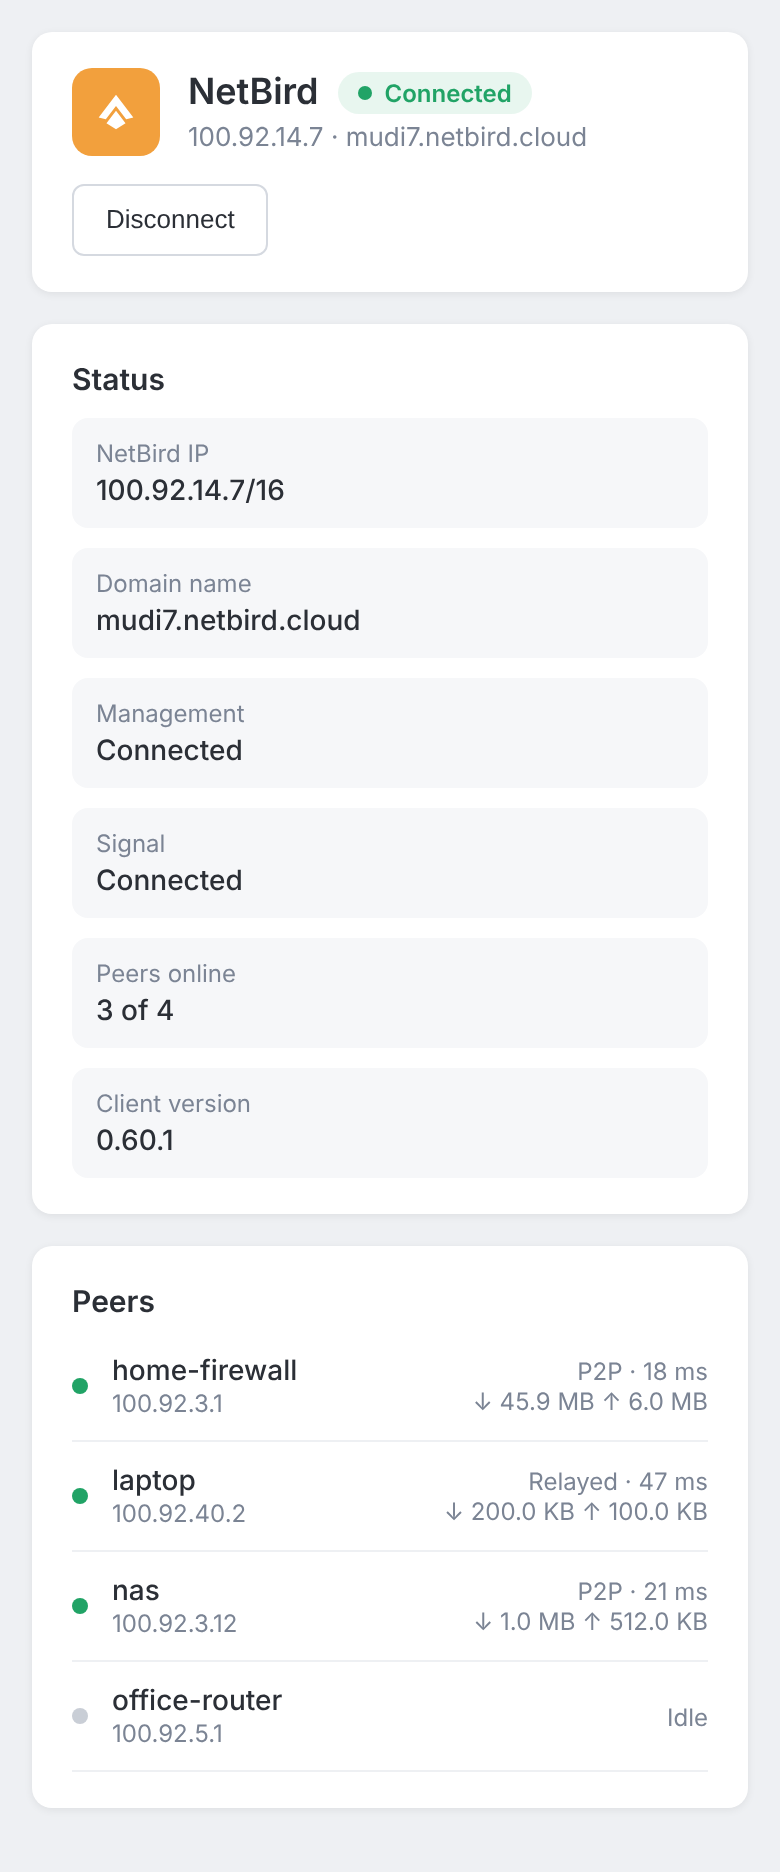 NetBird
Connected
100.92.14.7 · mudi7.netbird.cloud
Disconnect
Status
NetBird IP
100.92.14.7/16
Domain name
mudi7.netbird.cloud
Management
Connected
Signal
Connected
Peers online
3 of 4
Client version
0.60.1
Peers
home-firewall
P2P · 18 ms
100.92.3.1
↓ 45.9 MB ↑ 6.0 MB
laptop
Relayed · 47 ms
100.92.40.2
↓ 200.0 KB ↑ 100.0 KB
nas
P2P · 21 ms
100.92.3.12
↓ 1.0 MB ↑ 512.0 KB
office-router
100.92.5.1
Idle